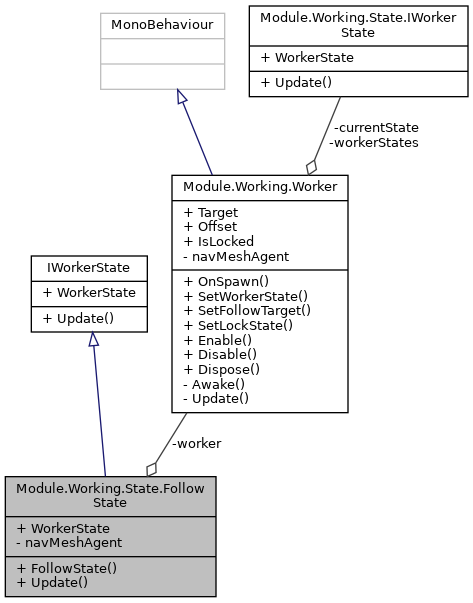 MonoBehaviour
Module.Working.State.IWorker
State
+ WorkerState
+ Update()
-currentState
-workerStates
Module.Working.Worker
+ Target
+ Offset
+ IsLocked
- navMeshAgent
+ OnSpawn()
+ SetWorkerState()
+ SetFollowTarget()
+ SetLockState()
+ Enable()
+ Disable()
+ Dispose()
- Awake()
- Update()
IWorkerState
+ WorkerState
+ Update()
-worker
Module.Working.State.Follow
State
+ WorkerState
- navMeshAgent
+ FollowState()
+ Update()